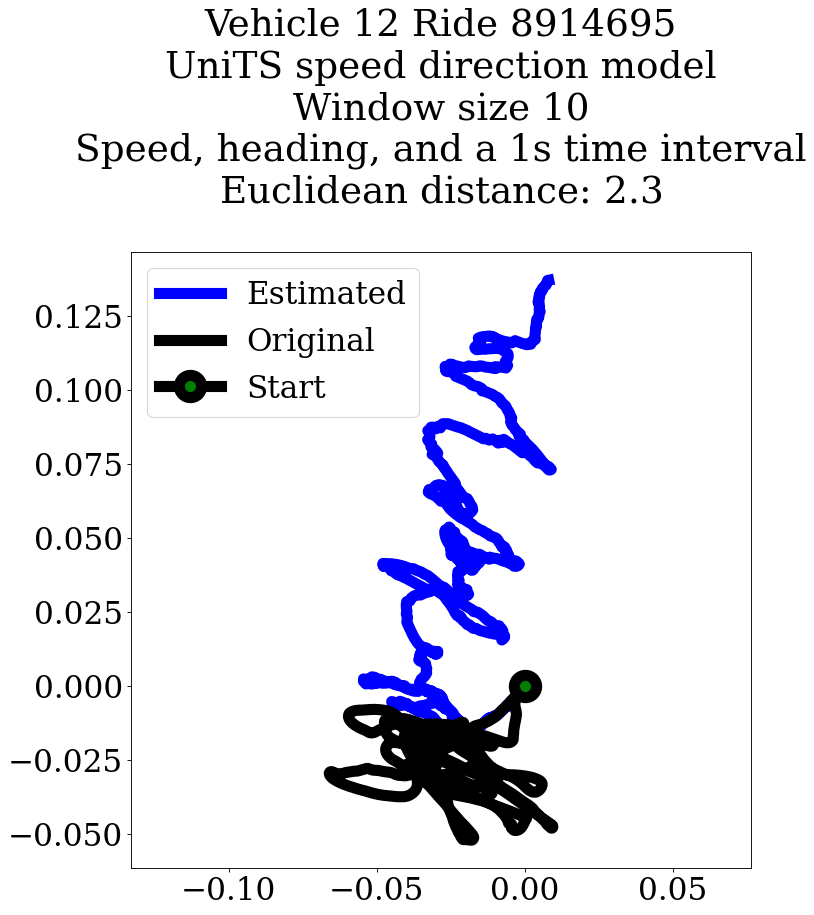 Vehicle 12 Ride 8914695
UniTS speed direction model
Window size 10
Speed, heading, and a 1s time interval
Euclidean distance: 2.3
Estimated
Original
Start
0.125
0.100
0.075
0.050
0.025
0.000
−0.025
−0.050
−0.10
−0.05
0.00
0.05